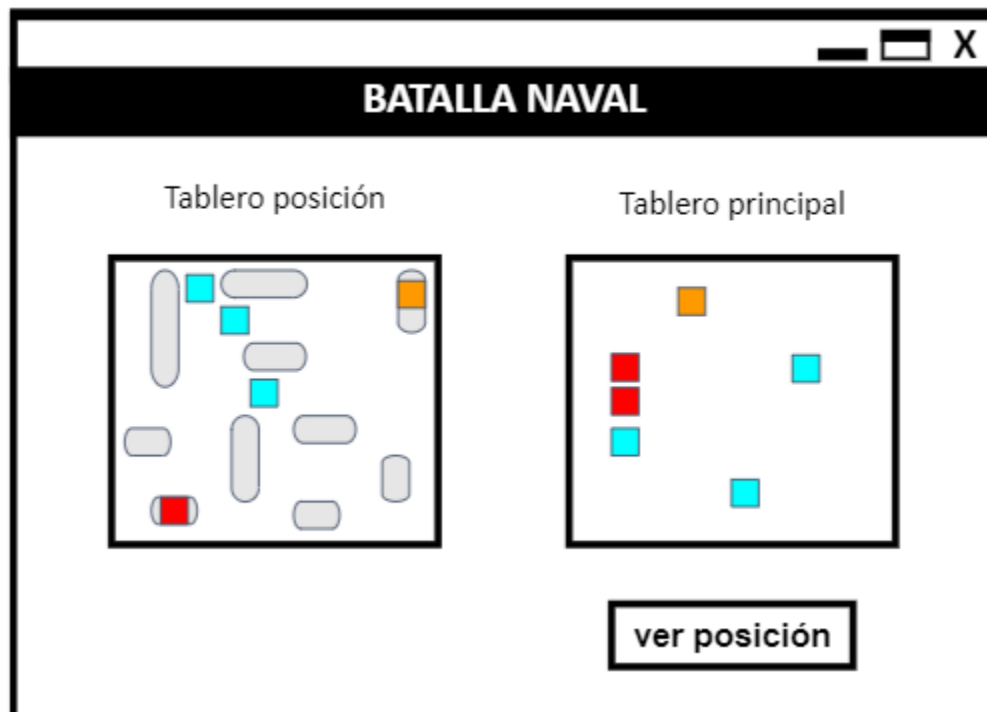 X
BATALLA NAVAL
Tablero posición
Tablero principal
ver posición